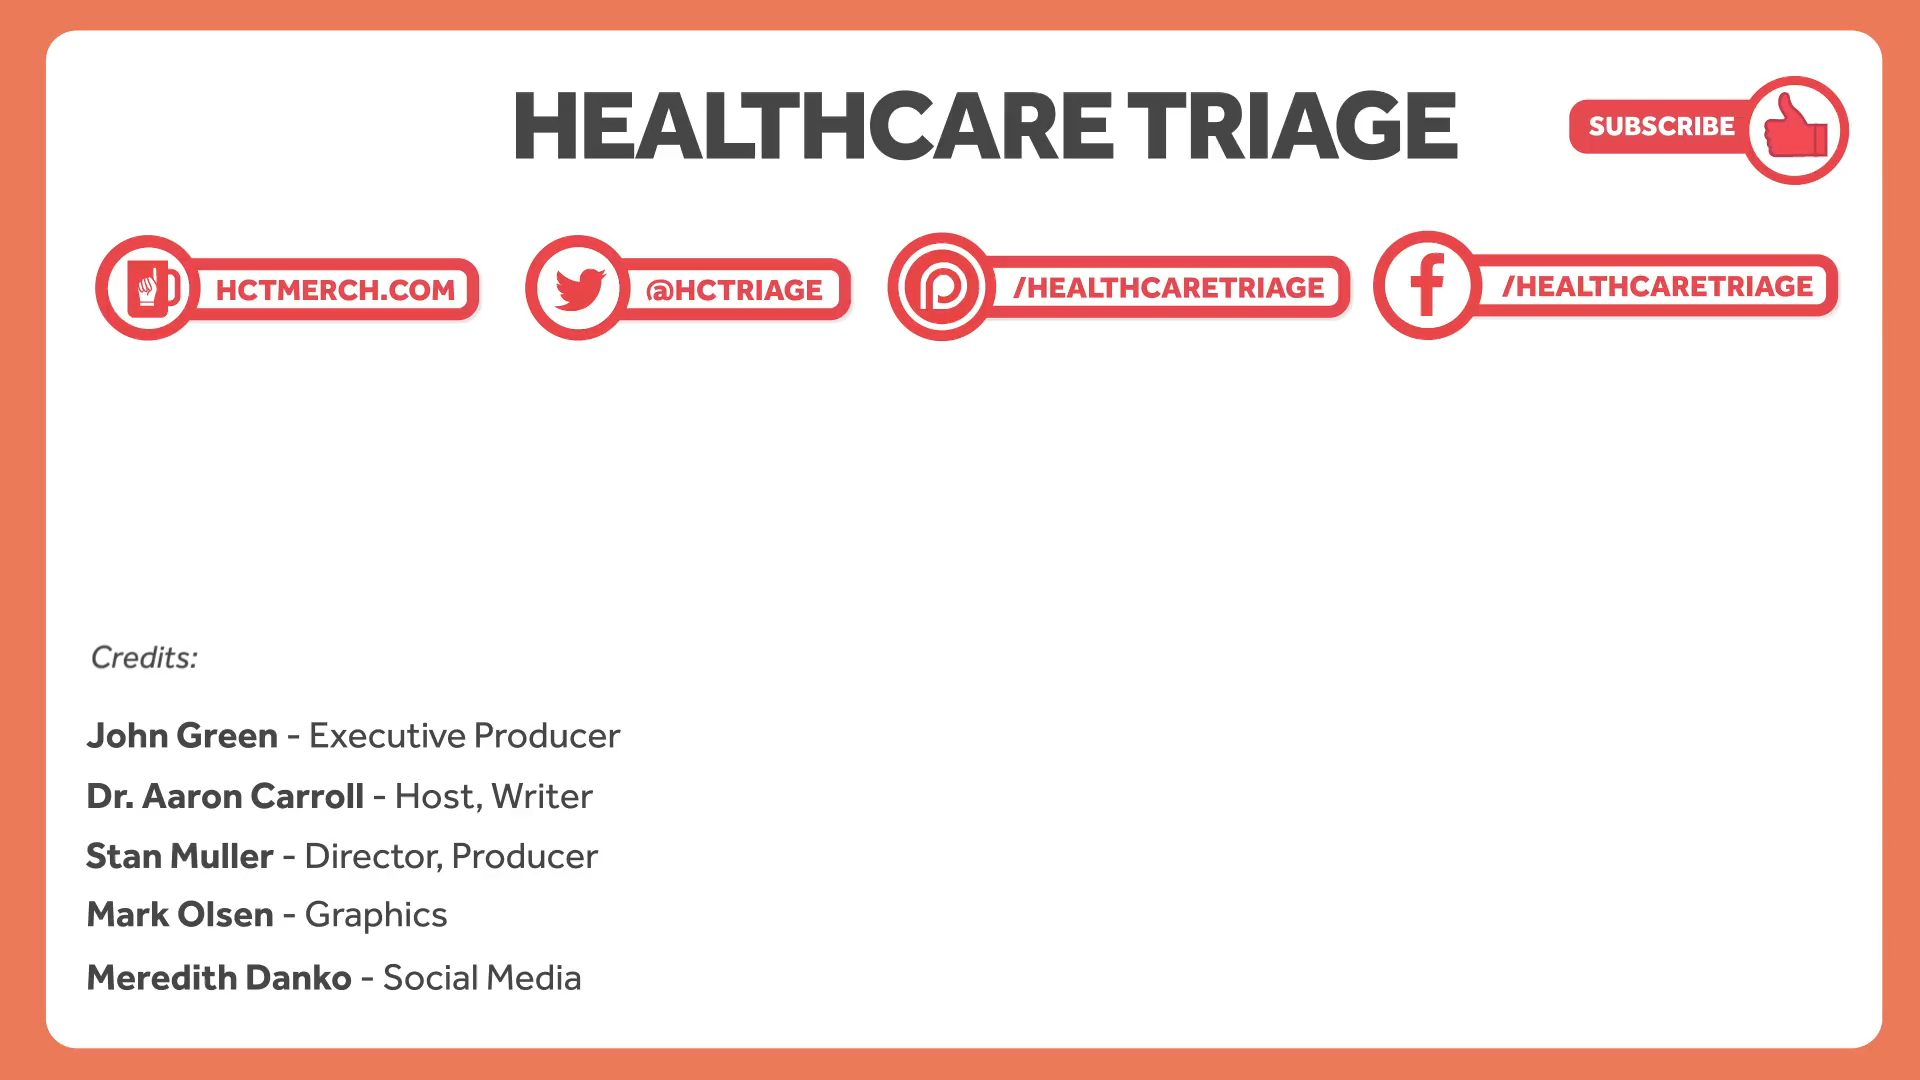 HEALTHCARE TRIAGE
SUBSCRIBE
HCTMERCH.COM
@HCTRIAGE
/HEALTHCARETRIAGE
/HEALTHCARETRIAGE
Credits:
John Green - Executive Producer
Dr. Aaron Carroll - Host, Writer
Stan Muller - Director, Producer
Mark Olsen - Graphics
Meredith Danko - Social Media